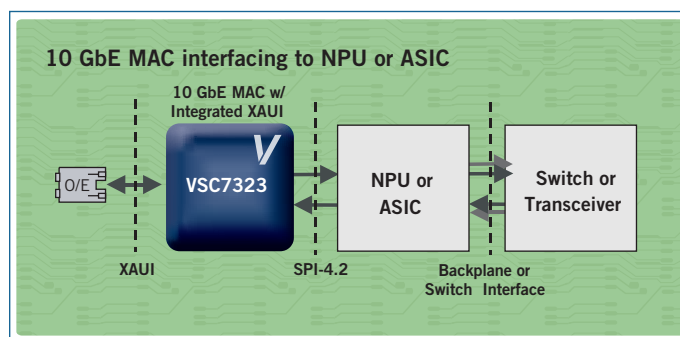 10 GbE MAC interfacing to NPU or ASIC
10 GbE MAC w/
Integrated XAUI
V
O/E
VSC7323
NPU or
ASIC
Switch or
Transceiver
XAUI
SPI-4.2
Backplane or
Switch Interface